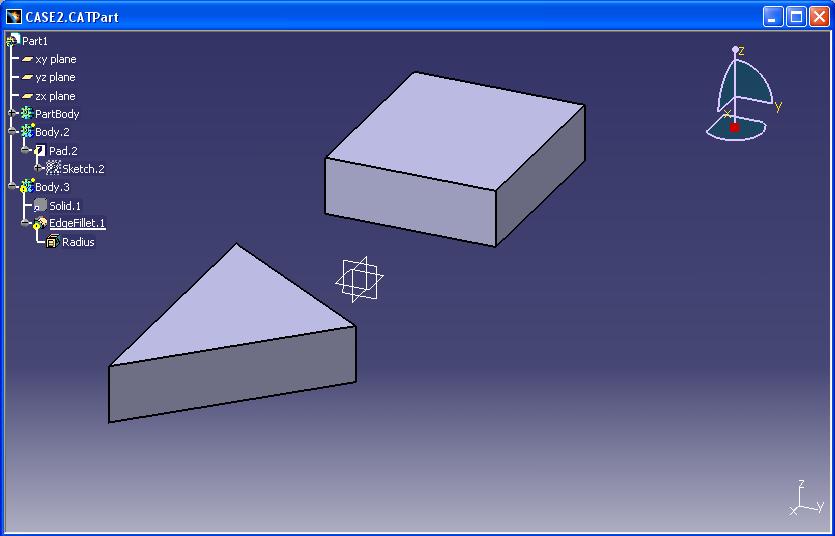 CASE2.CATPart
Part1
xy plane
yz plane
zx plane
PartBody
Body.2
Pad.2
Sketch.2
Body.3
Solid.1
EdgeFillet.1
Radius
z
y
x
z
x y